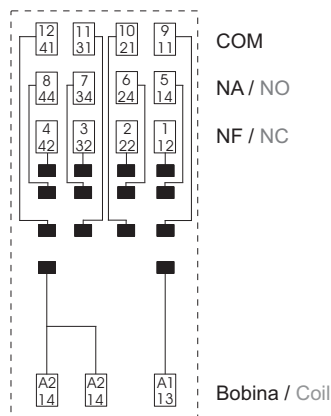 12 11 10 9 COM
41 31 21 11
8 7 6 5 NA / NO
44 34 24 14
4 3 2 1 NF / NC
42 32 22 12
A2 A2 A1 Bobina / Coil
14 14 13